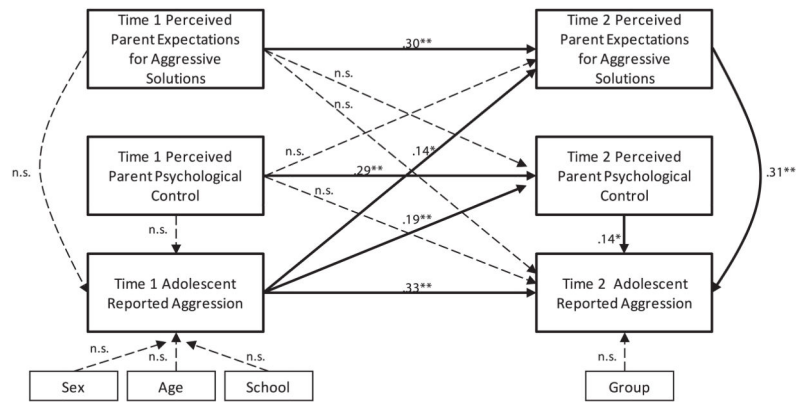 Time 1 Perceived
Parent Expectations
for Aggressive
Solutions
Time 2 Perceived
Parent Expectations
for Aggressive
Solutions
.30**
n.s.
n.s.
n.s.
.14*
Time 1 Perceived
Parent Psychological
Control
Time 2 Perceived
Parent Psychological
Control
n.s.
.29**
.31**
n.s.
.19**
n.s.
.14*
Time 1 Adolescent
Reported Aggression
Time 2 Adolescent
Reported Aggression
.33**
n.s.
n.s.
n.s.
n.s.
Sex
Age
School
Group